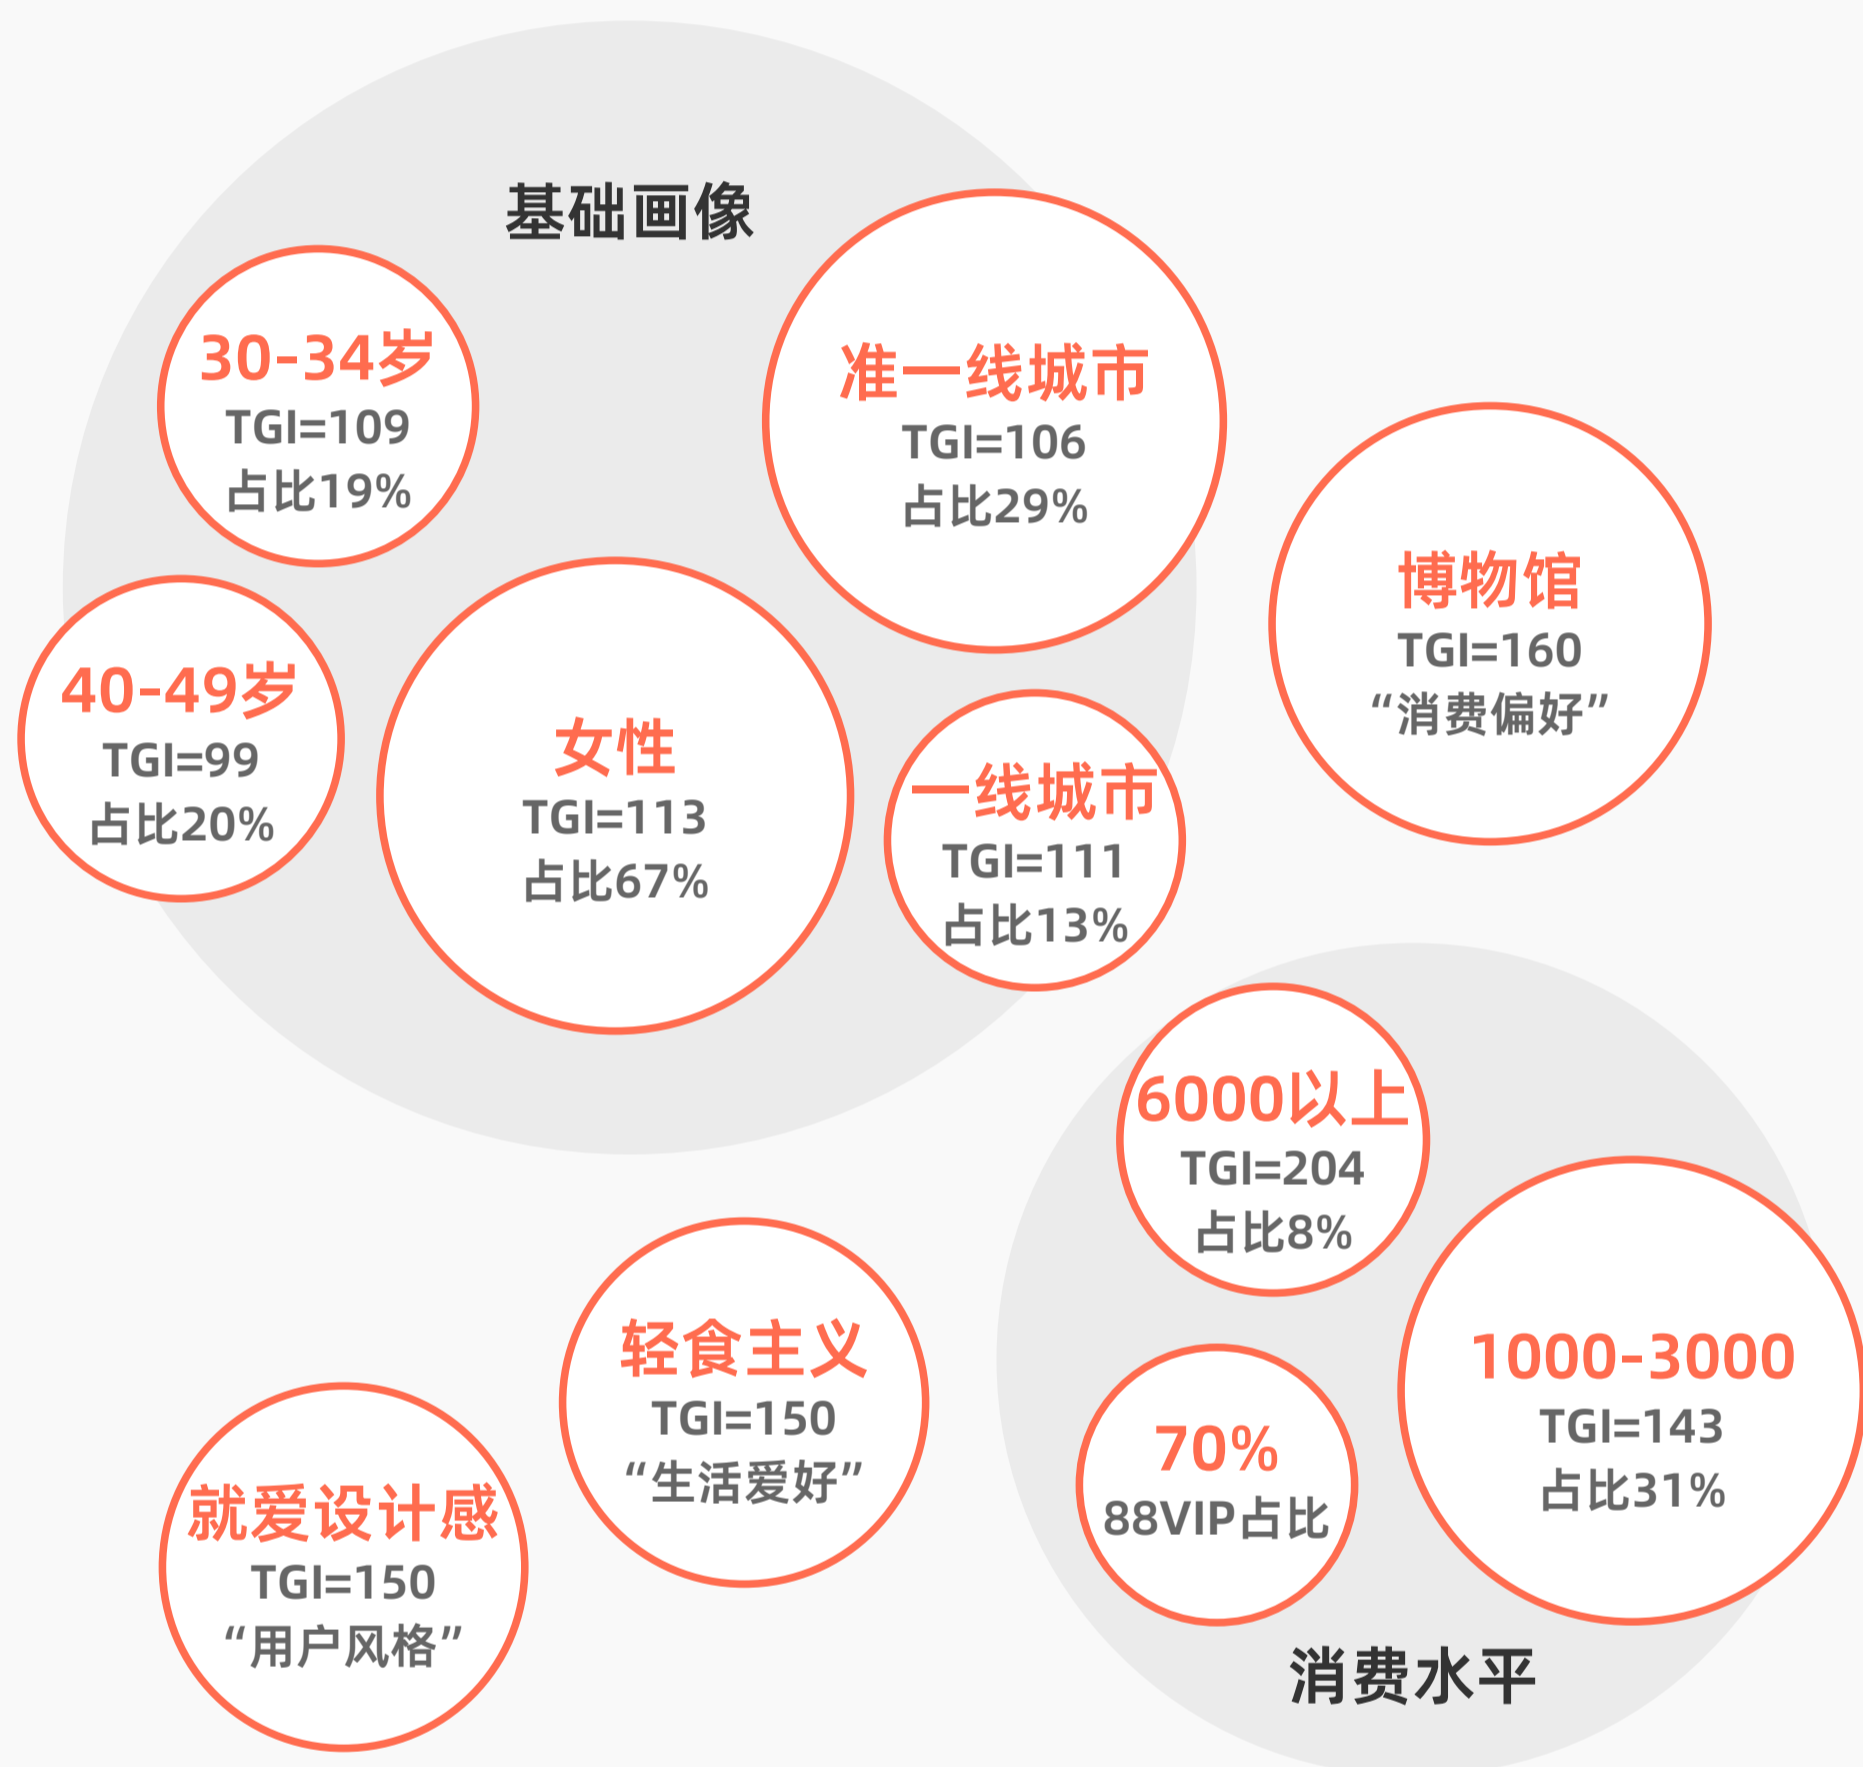 基础画像
30-34岁
TGI=109
占比19%
准一线城市
TGI=106
占比29%
博物馆
TGI=160
“消费偏好”
40-49岁
TGI=99
占比20%
女性
TGI=113
占比67%
一线城市
TGI=111
占比13%
6000以上
TGI=204
占比8%
1000-3000
TGI=143
占比31%
70%
88VIP占比
消费水平
轻食主义
TGI=150
“生活爱好”
就爱设计感
TGI=150
“用户风格”